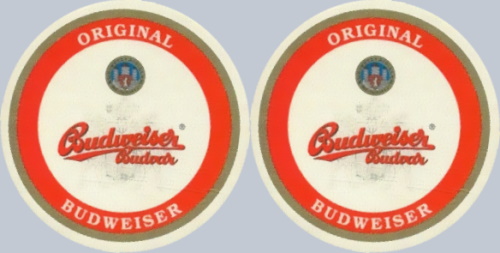 ORIGINAL
Budweiser®
Budvar
BUDWEISER
ORIGINAL
Budweiser®
Budvar
BUDWEISER